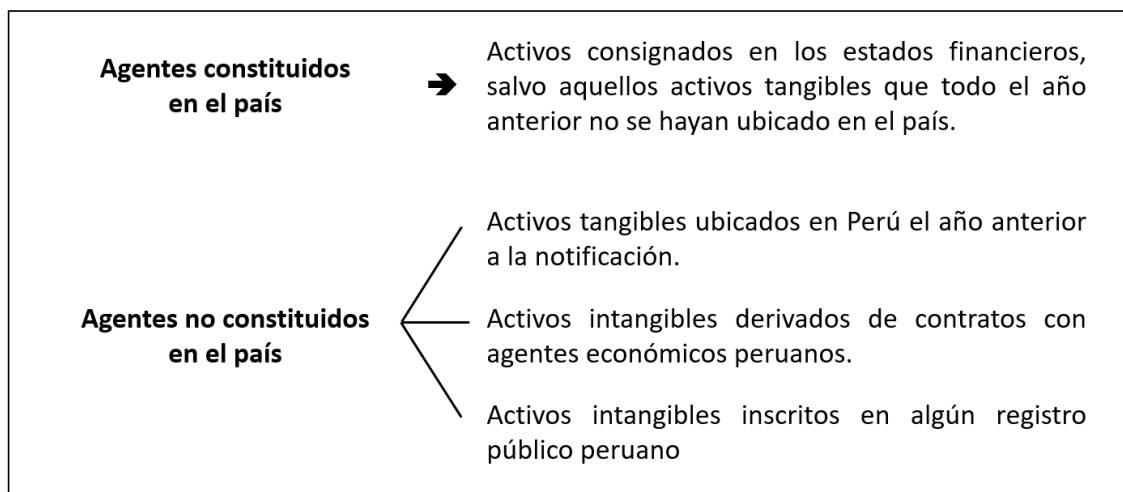 Agentes constituidos
en el país
Activos consignados en los estados financieros,
salvo aquellos activos tangibles que todo el año
anterior no se hayan ubicado en el país.
Agentes no constituidos
en el país
Activos tangibles ubicados en Perú el año anterior
a la notificación.
Activos intangibles derivados de contratos con
agentes económicos peruanos.
Activos intangibles inscritos en algún registro
público peruano